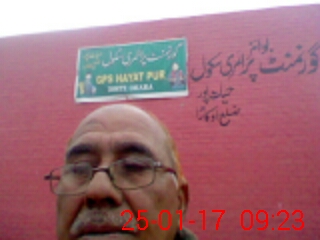 گورنمنٹ پرائمری سکول
GPS HAYAT PUR
DISTT OKARA
گورنمنٹ بوائز پرائمری سکول
حیات پور
ضلع اوکاڑا
25-01-17 09:23